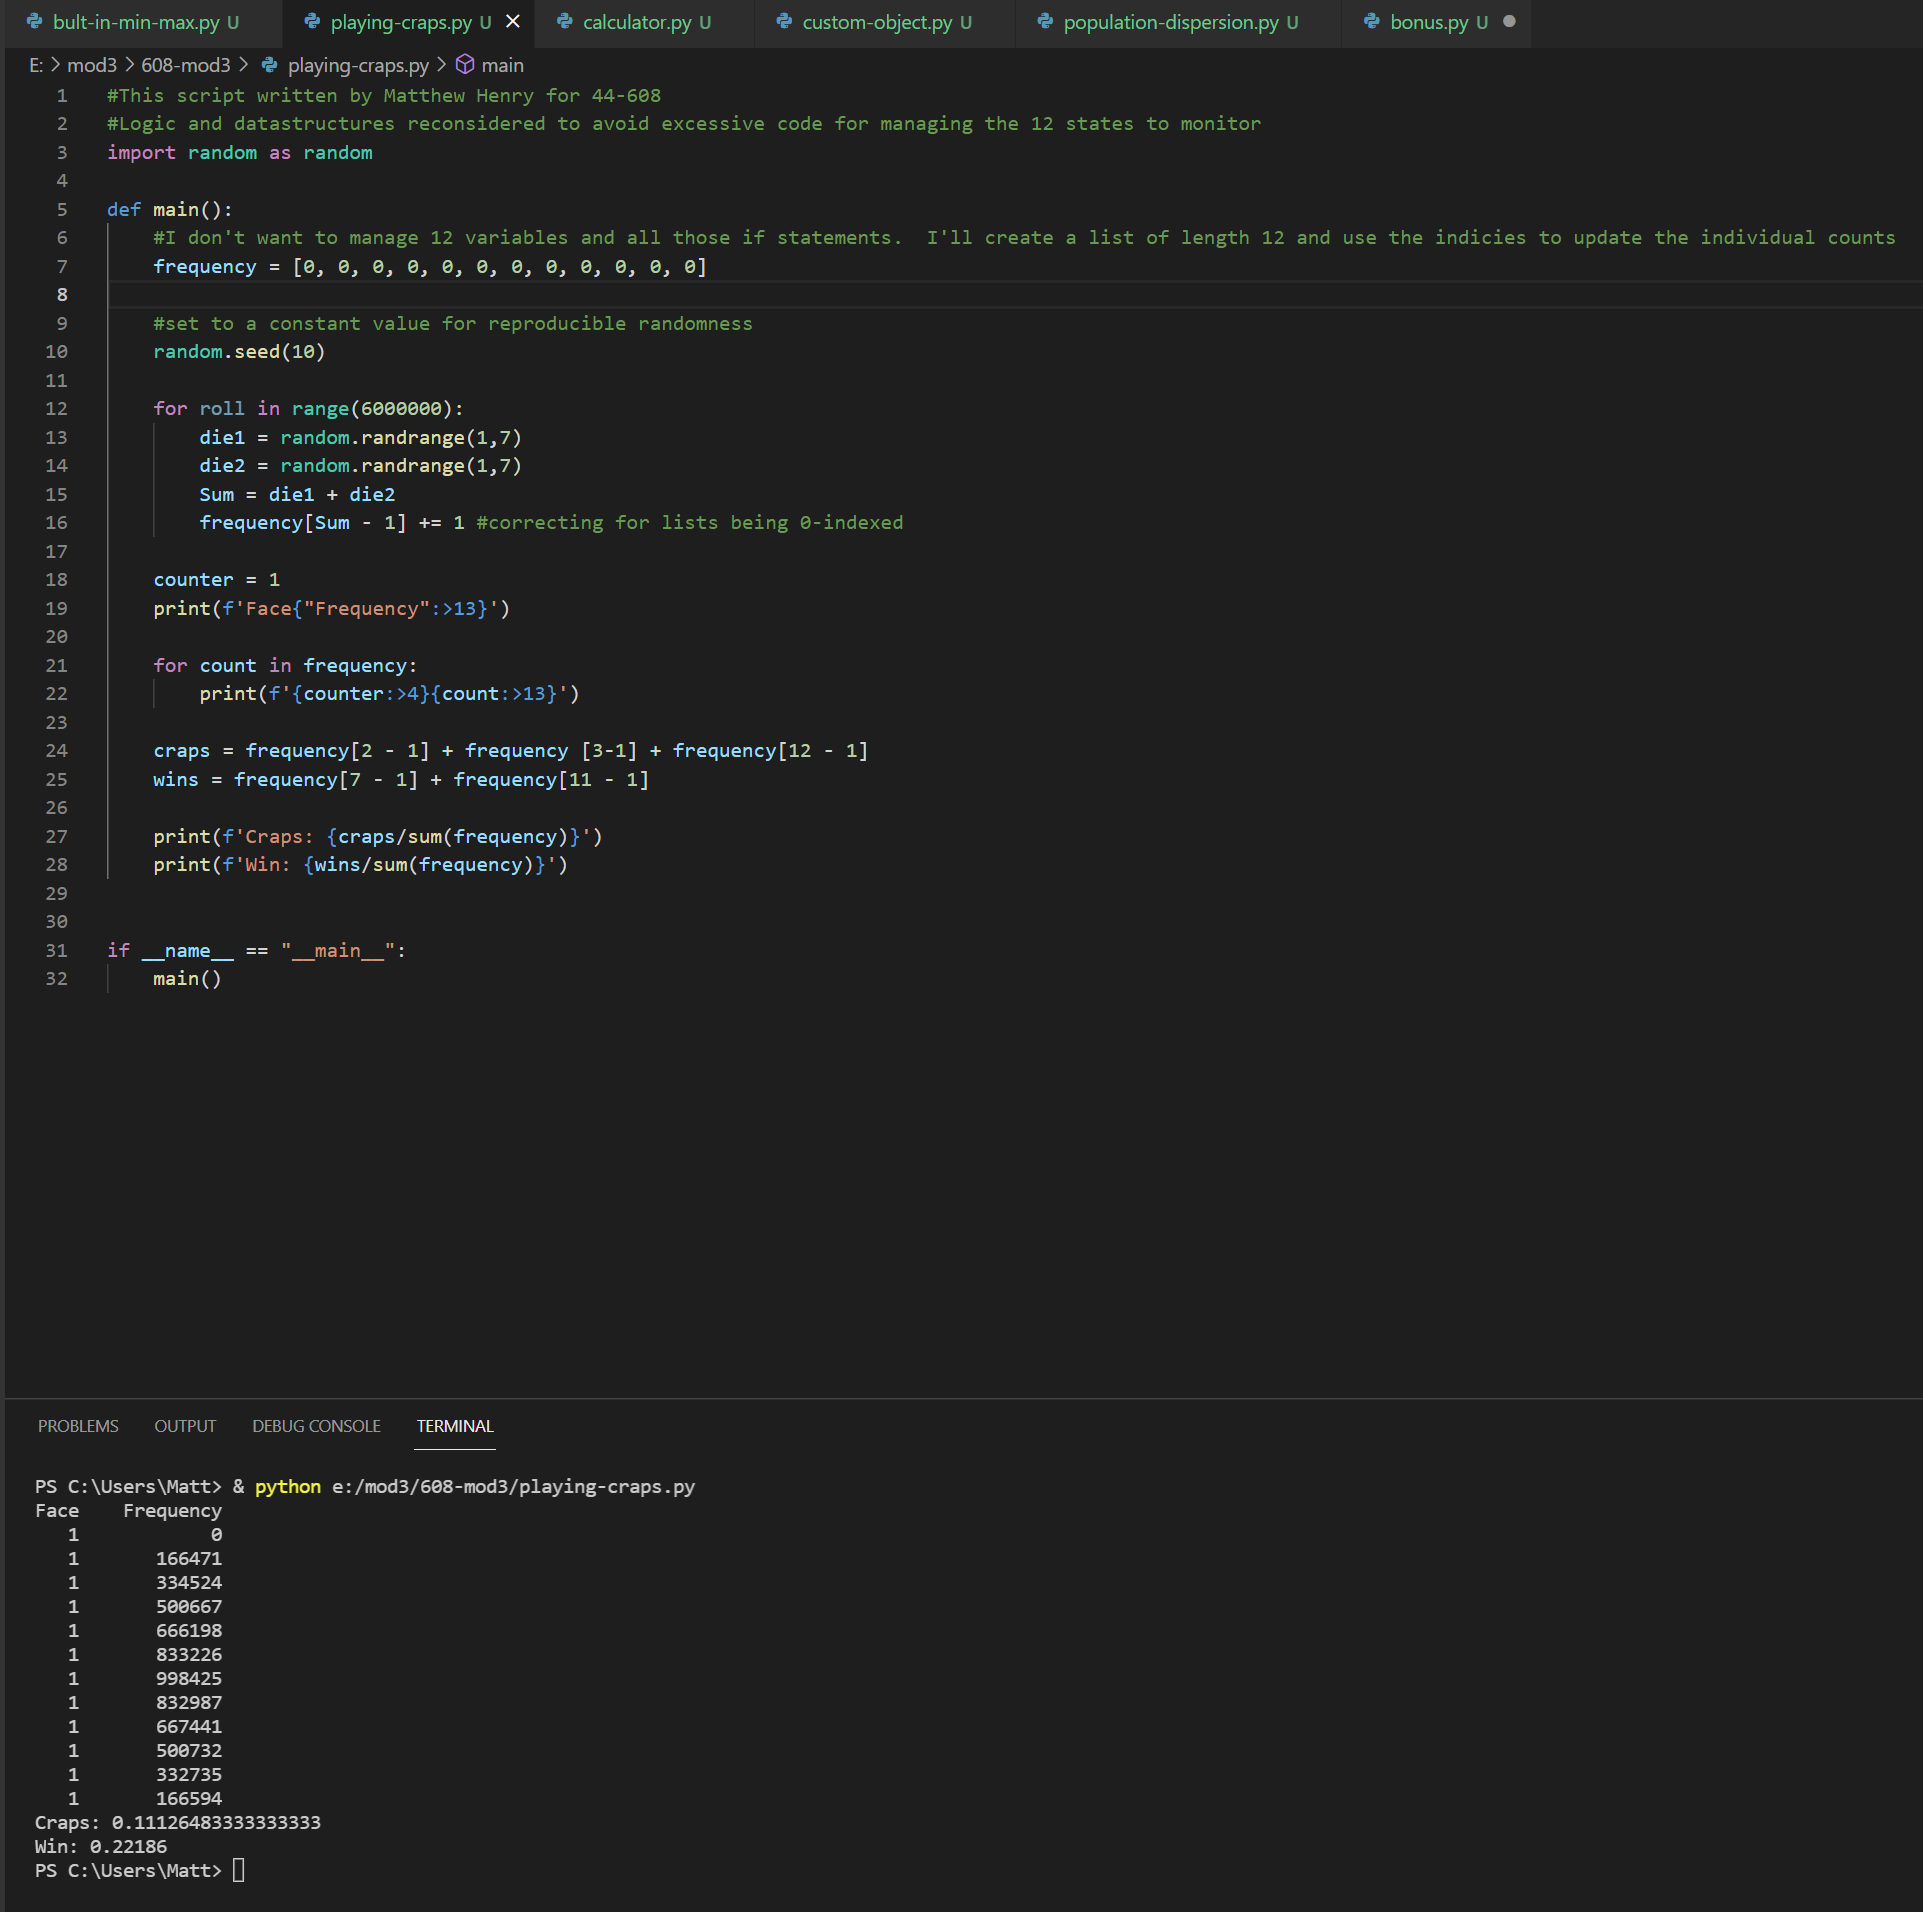 bult-in-min-max.py U playing-craps.py U calculator.py U custom-object.py U population-dispersion.py U bonus.py U
E: > mod3 > 608-mod3 > playing-craps.py > main
1 #This script written by Matthew Henry for 44-608
2 #Logic and datastructures reconsidered to avoid excessive code for managing the 12 states to monitor
3 import random as random
4
5 def main():
6     #I don't want to manage 12 variables and all those if statements.  I'll create a list of length 12 and use the indicies to update the individual counts
7     frequency = [0, 0, 0, 0, 0, 0, 0, 0, 0, 0, 0, 0]
8
9     #set to a constant value for reproducible randomness
10     random.seed(10)
11
12     for roll in range(6000000):
13         die1 = random.randrange(1,7)
14         die2 = random.randrange(1,7)
15         Sum = die1 + die2
16         frequency[Sum - 1] += 1 #correcting for lists being 0-indexed
17
18     counter = 1
19     print(f'Face{"Frequency":>13}')
20
21     for count in frequency:
22         print(f'{counter:>4}{count:>13}')
23
24     craps = frequency[2 - 1] + frequency [3-1] + frequency[12 - 1]
25     wins = frequency[7 - 1] + frequency[11 - 1]
26
27     print(f'Craps: {craps/sum(frequency)}')
28     print(f'Win: {wins/sum(frequency)}')
29
30
31 if __name__ == "__main__":
32     main()
PROBLEMS OUTPUT DEBUG CONSOLE TERMINAL
PS C:\Users\Matt> & python e:/mod3/608-mod3/playing-craps.py
Face    Frequency
   1            0
   1       166471
   1       334524
   1       500667
   1       666198
   1       833226
   1       998425
   1       832987
   1       667441
   1       500732
   1       332735
   1       166594
Craps: 0.11126483333333333
Win: 0.22186
PS C:\Users\Matt>